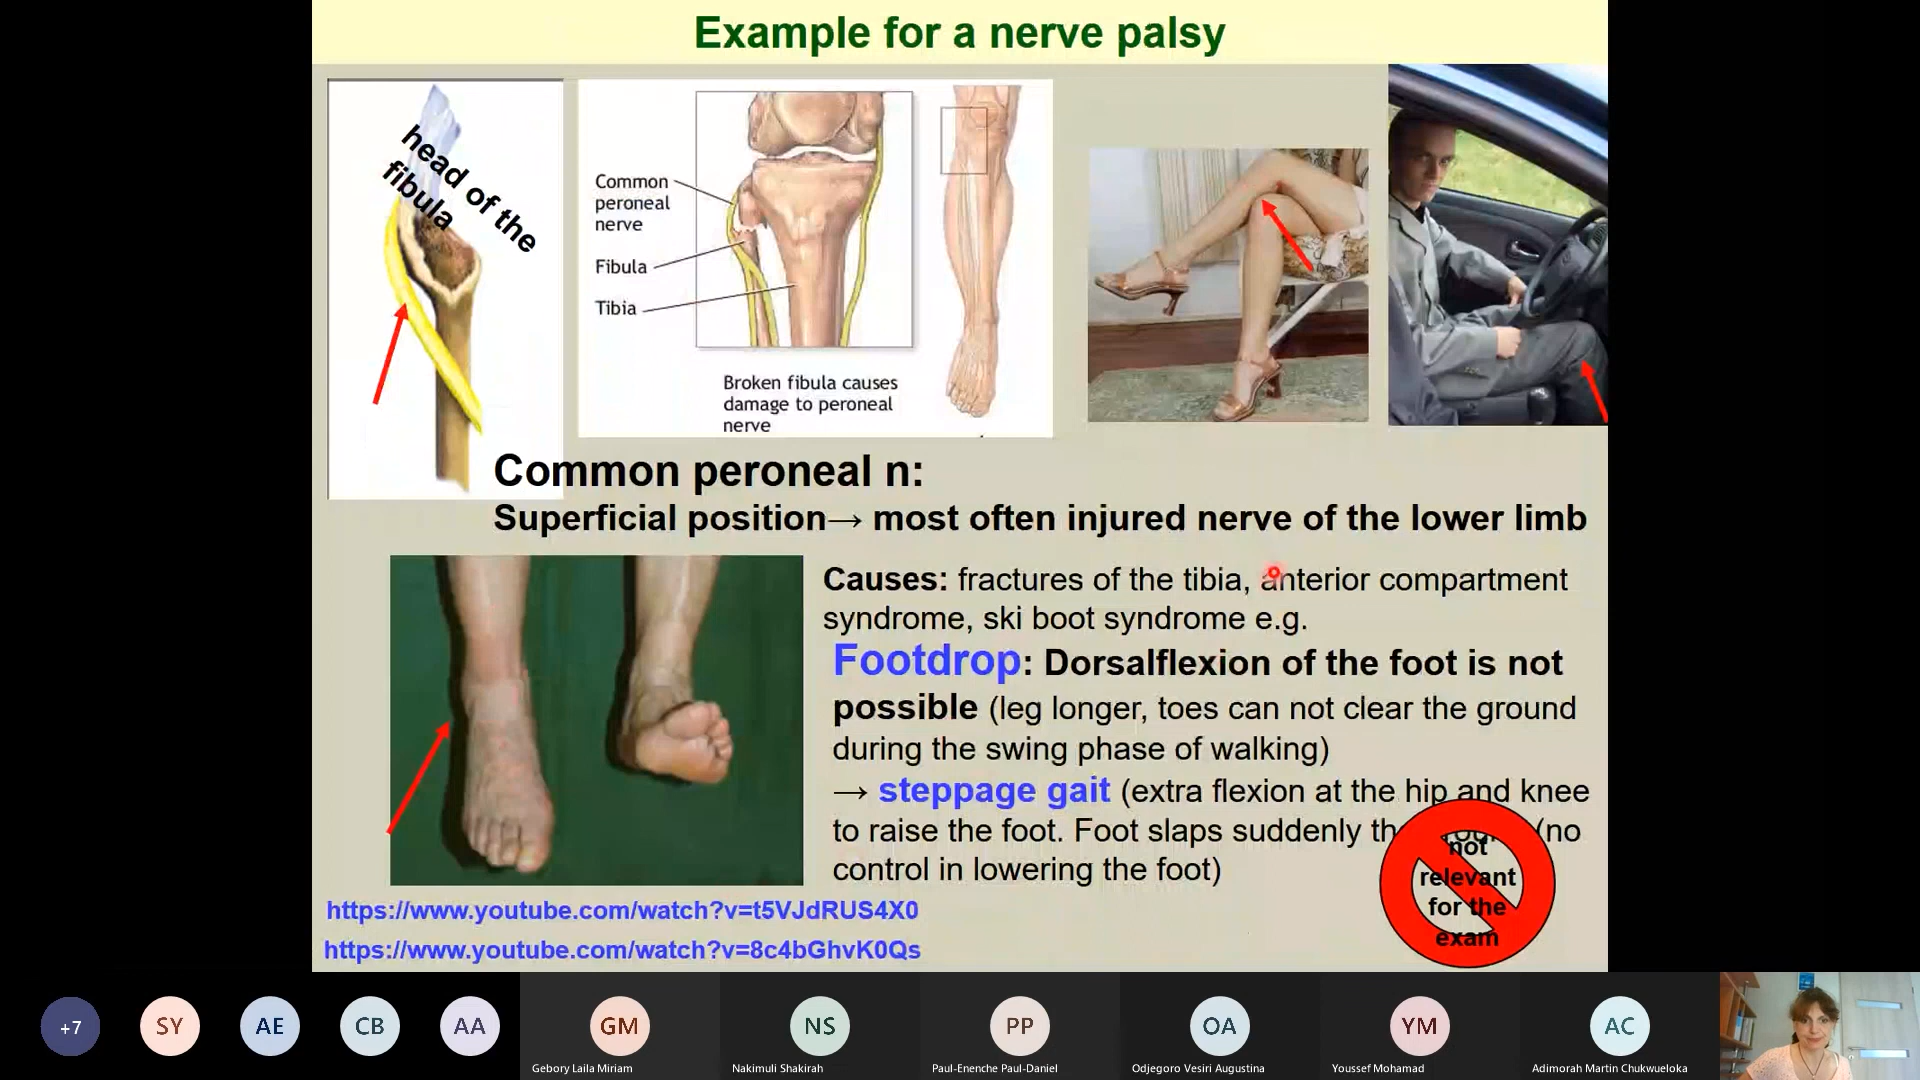 Example for a nerve palsy
head of the
fibula
Common
peroneal
nerve
Fibula
Tibia
Broken fibula causes
damage to peroneal
nerve
Common peroneal n:
Superficial position→ most often injured nerve of the lower limb
Causes: fractures of the tibia, anterior compartment
syndrome, ski boot syndrome e.g.
Footdrop: Dorsalflexion of the foot is not
possible (leg longer, toes can not clear the ground
during the swing phase of walking)
→ steppage gait (extra flexion at the hip and knee
to raise the foot. Foot slaps suddenly (no
control in lowering the foot)
not
relevant
for the
exam
https://www.youtube.com/watch?v=t5VJdRUS4X0
https://www.youtube.com/watch?v=8c4bGhvK0Qs
+7
SY
AE
CB
AA
GM
NS
PP
OA
YM
AC
Gebory Laila Miriam
Nakimuli Shakirah
Paul-Enenche Paul-Daniel
Odjegoro Vesiri Augustina
Youssef Mohamad
Adimorah Martin Chukwueloka